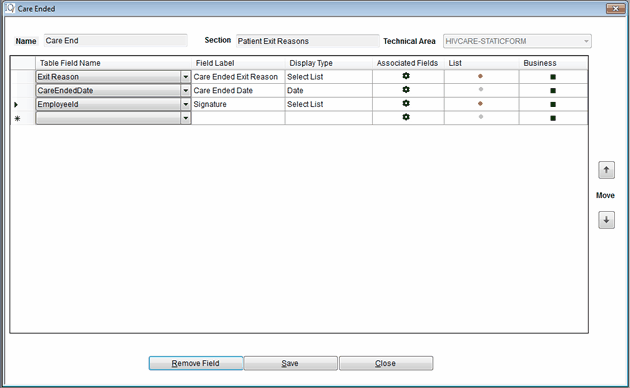 Care Ended
Name Care End Section Patient Exit Reasons Technical Area HIVCARE-STATICFORM
Table Field Name Field Label Display Type Associated Fields List Business
Exit Reason Care Ended Exit Reason Select List
CareEndedDate Care Ended Date Date
EmployeeId Signature Select List
Move
Remove Field Save Close